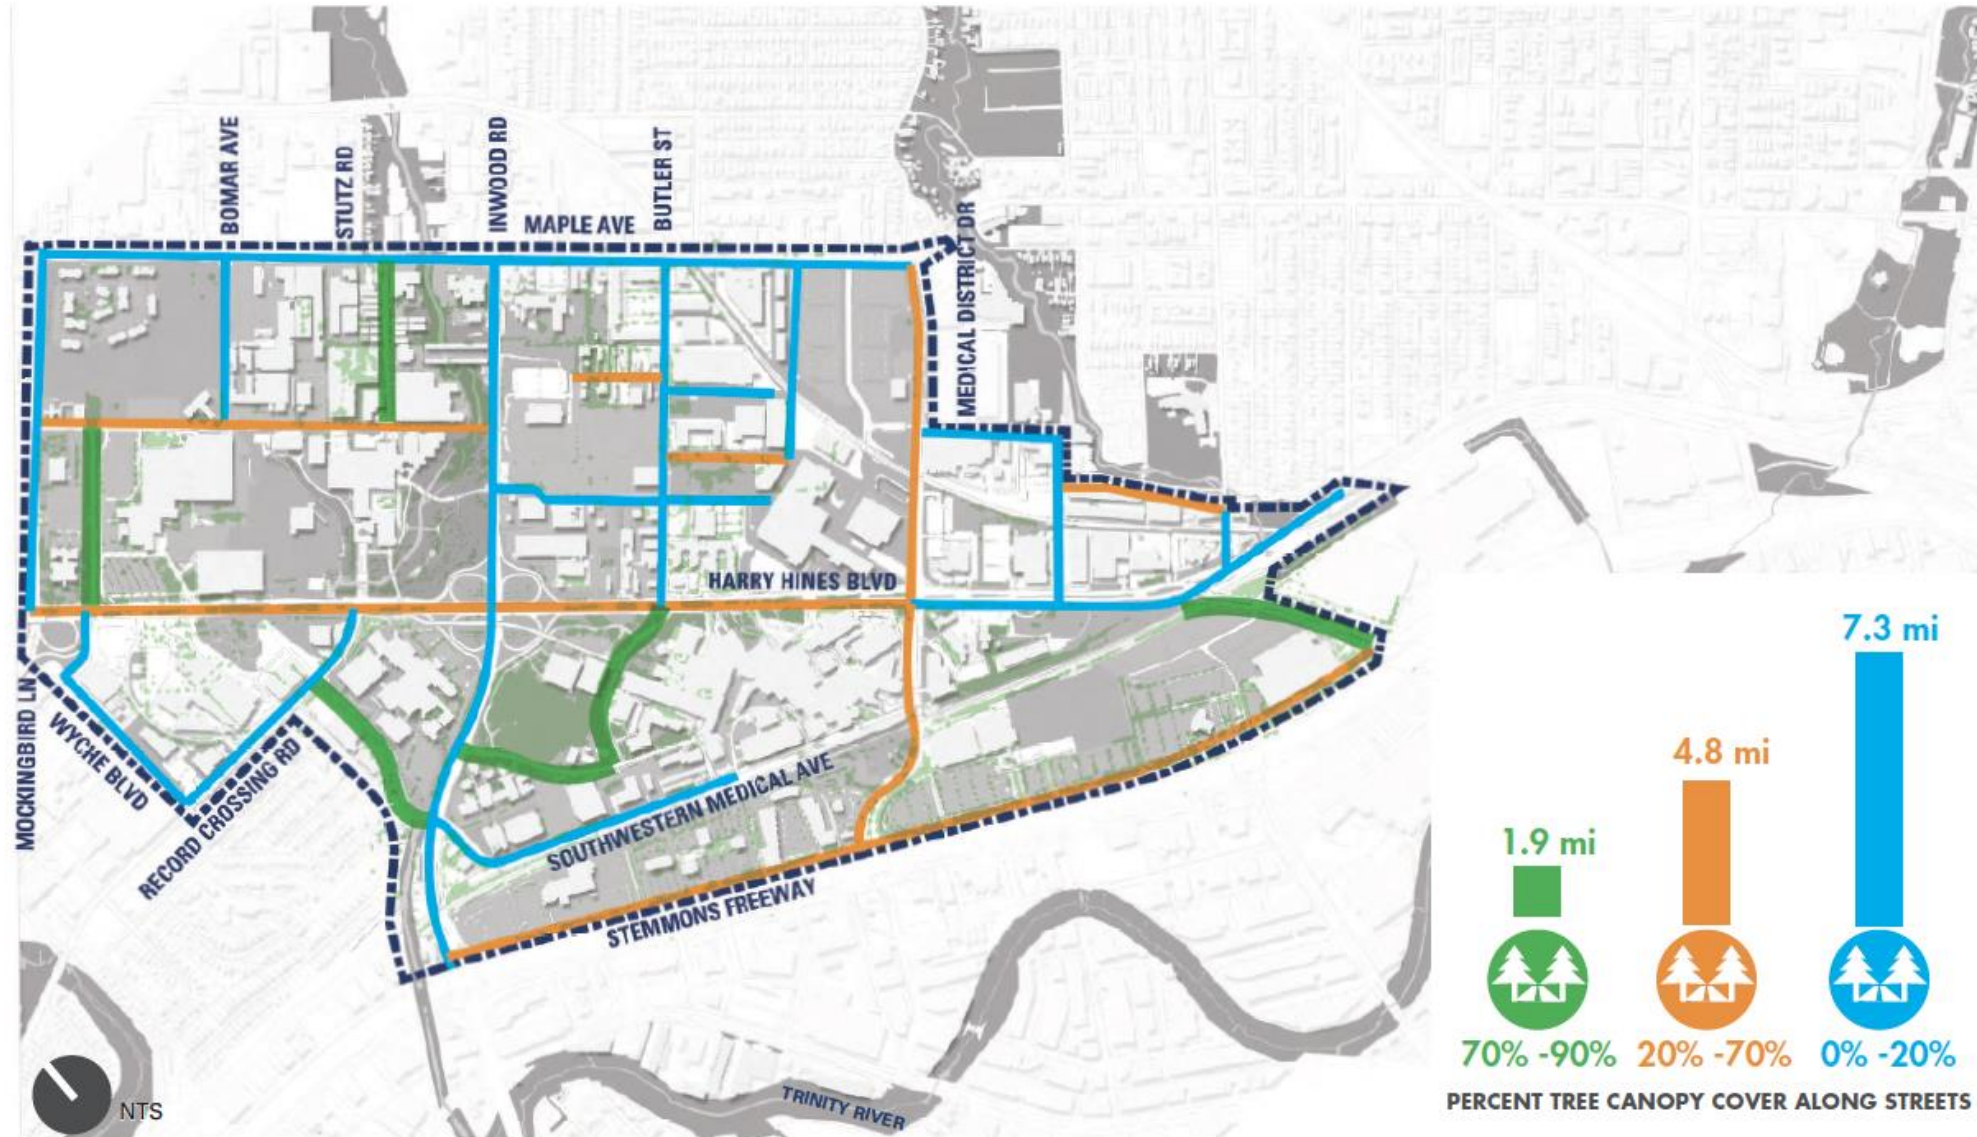 BOMAR AVE
STUTZ RD
INWOOD RD
MAPLE AVE
BUTLER ST
MEDICAL DISTRICT DR
HARRY HINES BLVD
MOCKINGBIRD LN
WYCHE BLVD
RECORD CROSSING RD
SOUTHWESTERN MEDICAL AVE
STEMMONS FREEWAY
TRINITY RIVER
NTS
7.3 mi
4.8 mi
1.9 mi
70% -90% 20% -70% 0% -20%
PERCENT TREE CANOPY COVER ALONG STREETS